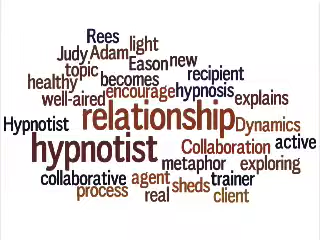 Rees
Judy Adam light
topic Eason new
healthy becomes recipient
well-aired encourage hypnosis explains
Hypnotist relationship Dynamics
hypnotist Collaboration active
metaphor exploring
collaborative agent sheds trainer
process real client